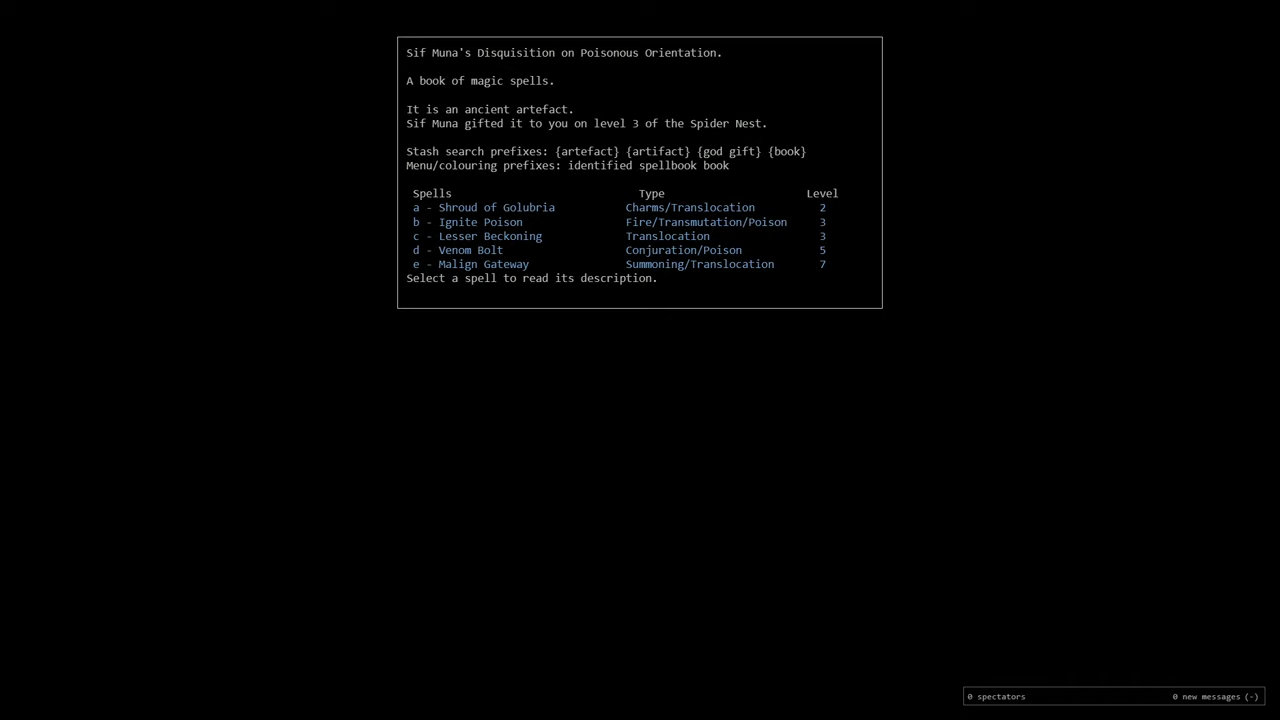 Sif Muna's Disquisition on Poisonous Orientation.
A book of magic spells.
It is an ancient artefact.
Sif Muna gifted it to you on level 3 of the Spider Nest.
Stash search prefixes: {artefact} {artifact} {god gift} {book}
Menu/colouring prefixes: identified spellbook book
Spells Type Level
a - Shroud of Golubria Charms/Translocation 2
b - Ignite Poison Fire/Transmutation/Poison 3
c - Lesser Beckoning Translocation 3
d - Venom Bolt Conjuration/Poison 5
e - Malign Gateway Summoning/Translocation 7
Select a spell to read its description.
0 spectators 0 new messages (-)